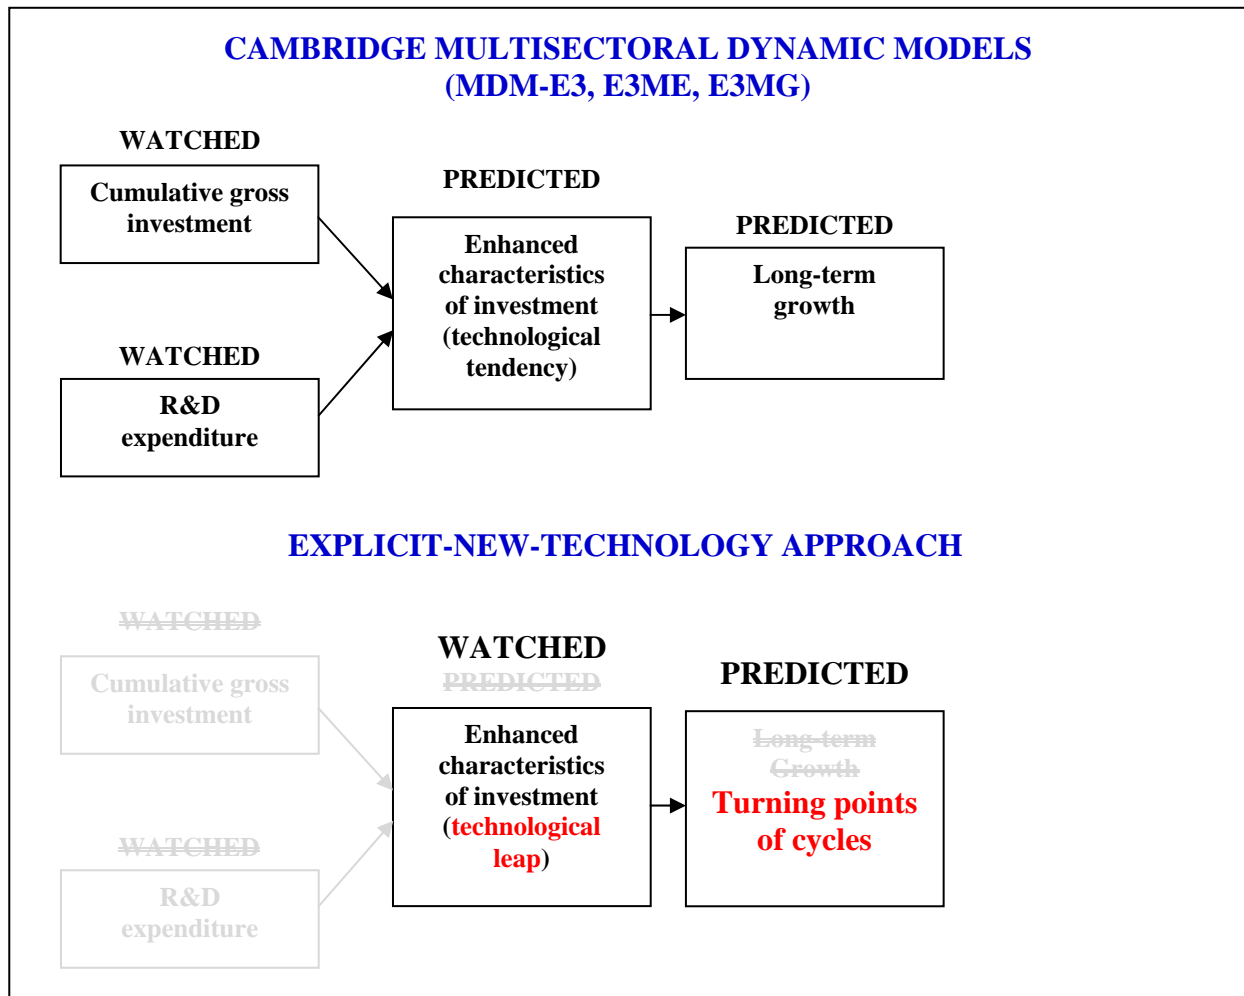 CAMBRIDGE MULTISECTORAL DYNAMIC MODELS
(MDM-E3, E3ME, E3MG)
WATCHED
Cumulative gross
investment
WATCHED
R&D
expenditure
PREDICTED
Enhanced
characteristics
of investment
(technological
tendency)
PREDICTED
Long-term
growth
EXPLICIT-NEW-TECHNOLOGY APPROACH
WATCHED
Cumulative gross
investment
WATCHED
R&D
expenditure
WATCHED
PREDICTED
Enhanced
characteristics
of investment
(technological
leap)
PREDICTED
Long-term
Growth
Turning points
of cycles